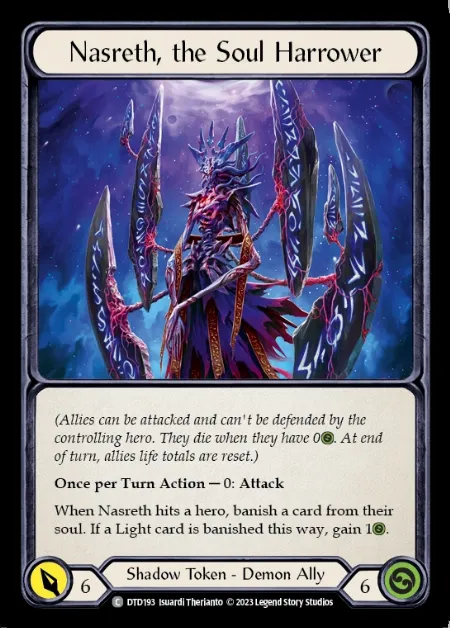 Nasreth, the Soul Harrower
(Allies can be attacked and can't be defended by the
controlling hero. They die when they have 0. At end
of turn, allies life totals are reset.)
Once per Turn Action — 0: Attack
When Nasreth hits a hero, banish a card from their
soul. If a Light card is banished this way, gain 1.
6 Shadow Token - Demon Ally 6
C DTD193 Isuardi Therianto © 2023 Legend Story Studios